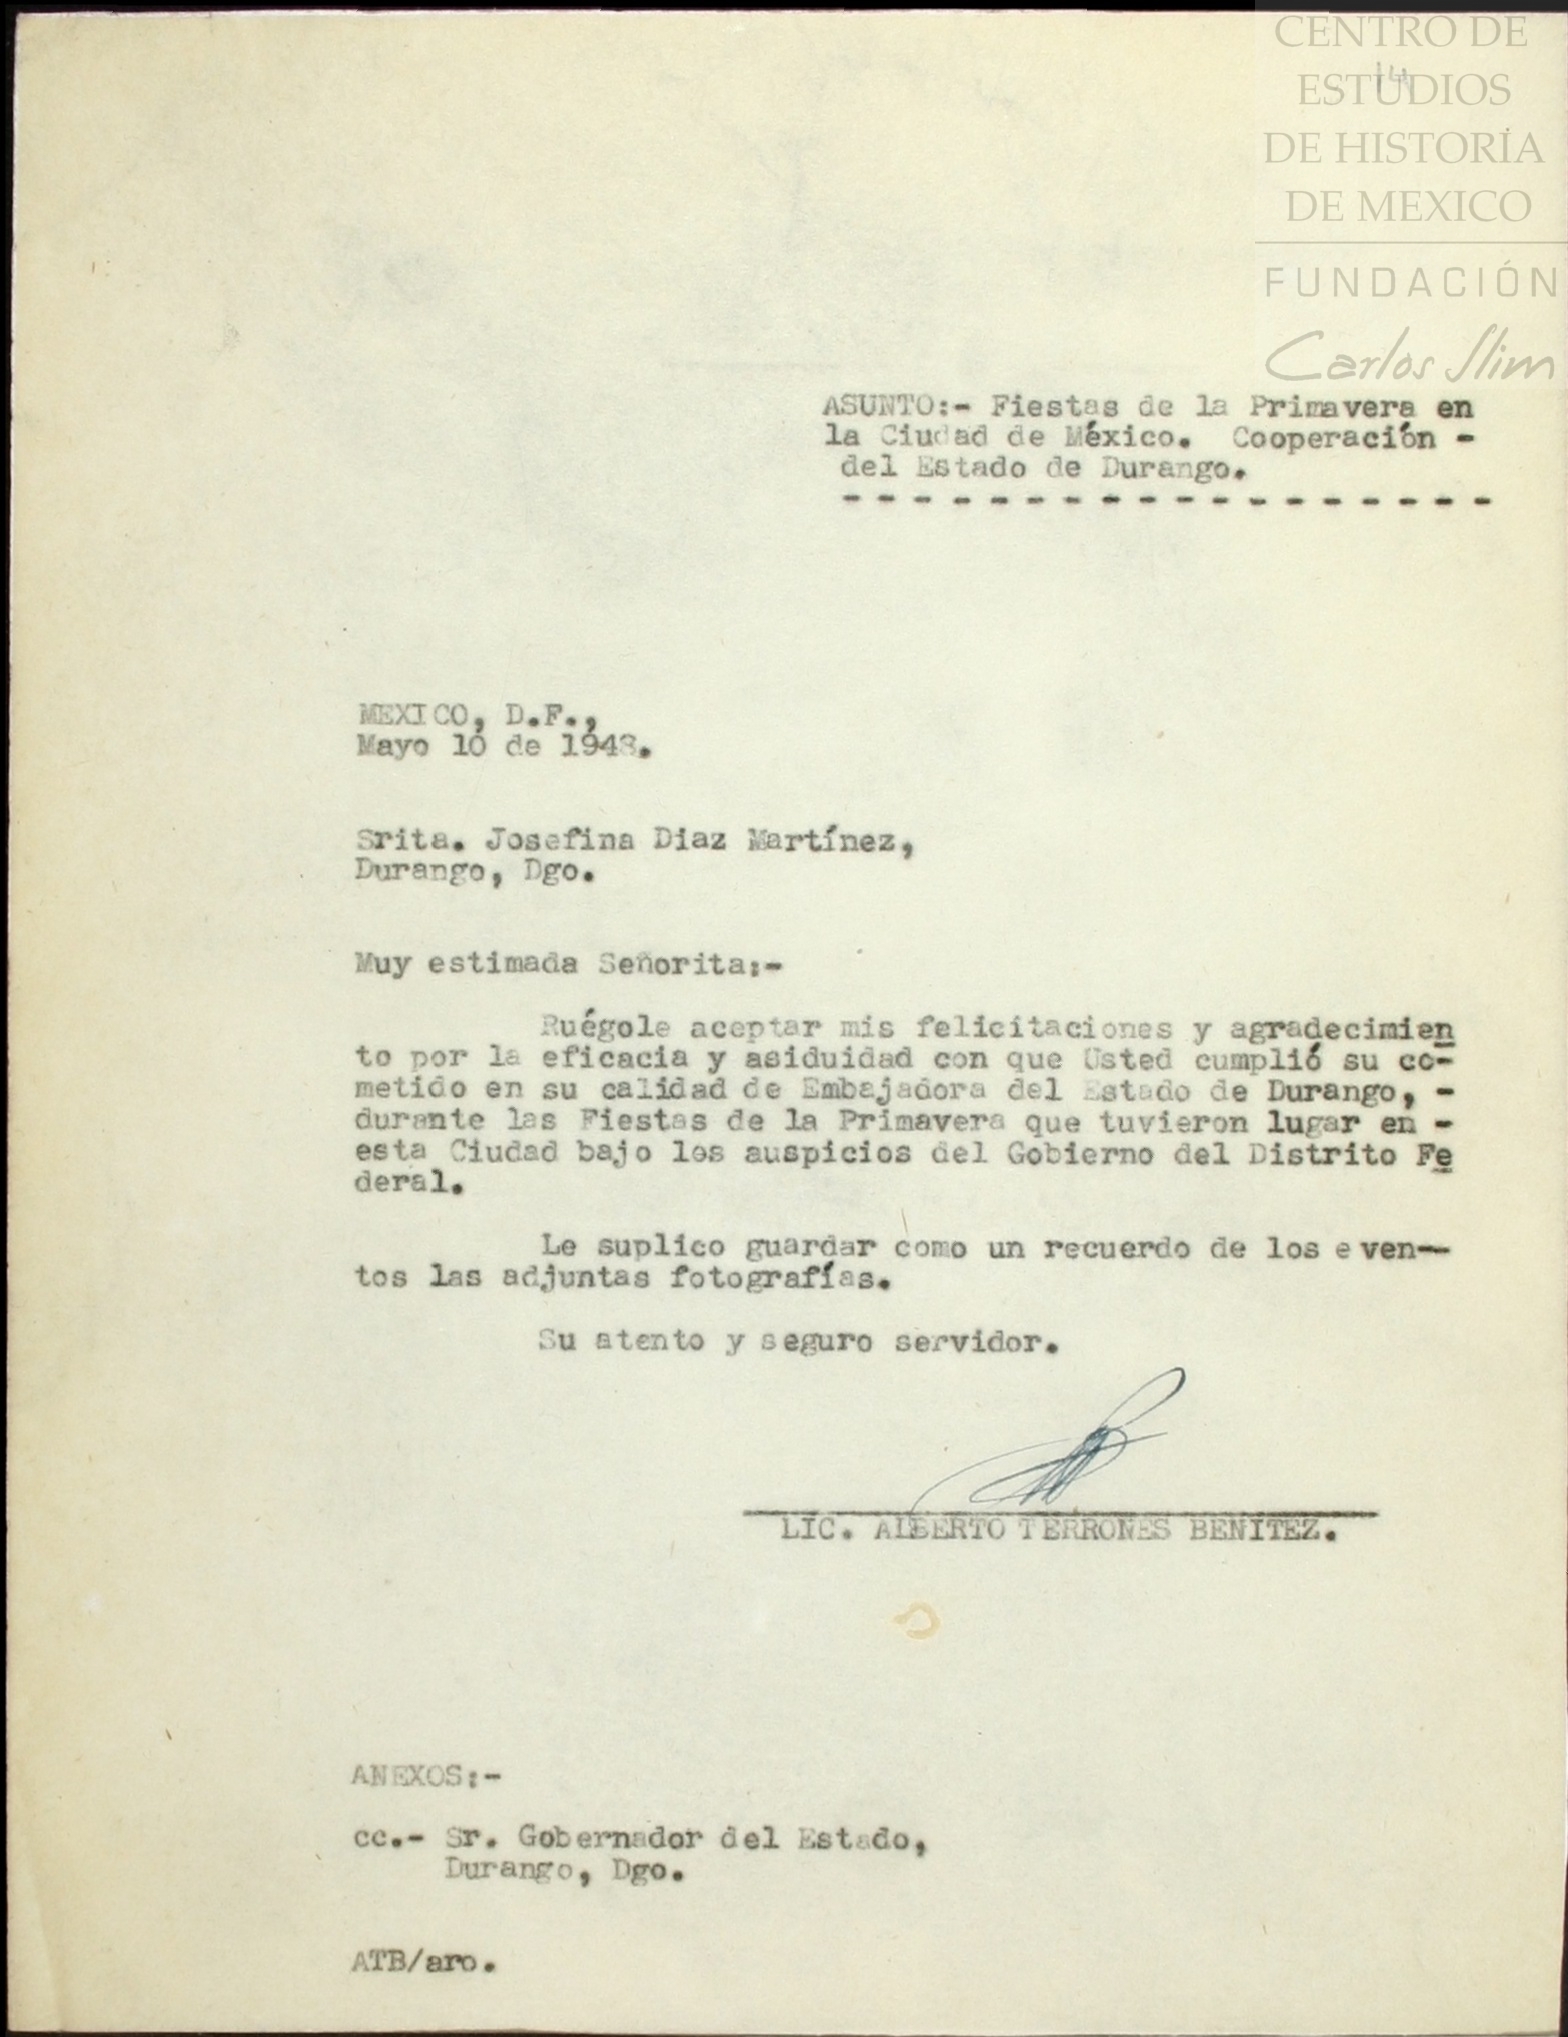 CENTRO DE
ESTUDIOS
DE HISTORÍA
DE MEXICO
FUNDACIÓN
Carlos Slim
14
ASUNTO:- Fiestas de la Primavera en
la Ciudad de México. Cooperación -
del Estado de Durango.
- - - - - - - - - - - - - - - - - -
MEXICO, D.F.,
Mayo 10 de 1948.
Srita. Josefina Diaz Martínez,
Durango, Dgo.
Muy estimada Señorita:-
Ruégole aceptar mis felicitaciones y agradecimien
to por la eficacia y asiduidad con que Usted cumplió su co-
metido en su calidad de Embajadora del Estado de Durango, -
durante las Fiestas de la Primavera que tuvieron lugar en -
esta Ciudad bajo los auspicios del Gobierno del Distrito Fe
deral.
Le suplico guardar como un recuerdo de los even--
tos las adjuntas fotografías.
Su atento y seguro servidor.
LIC. ALBERTO TERRONES BENITEZ.
ANEXOS:-
cc.- Sr. Gobernador del Estado,
Durango, Dgo.
ATB/aro.